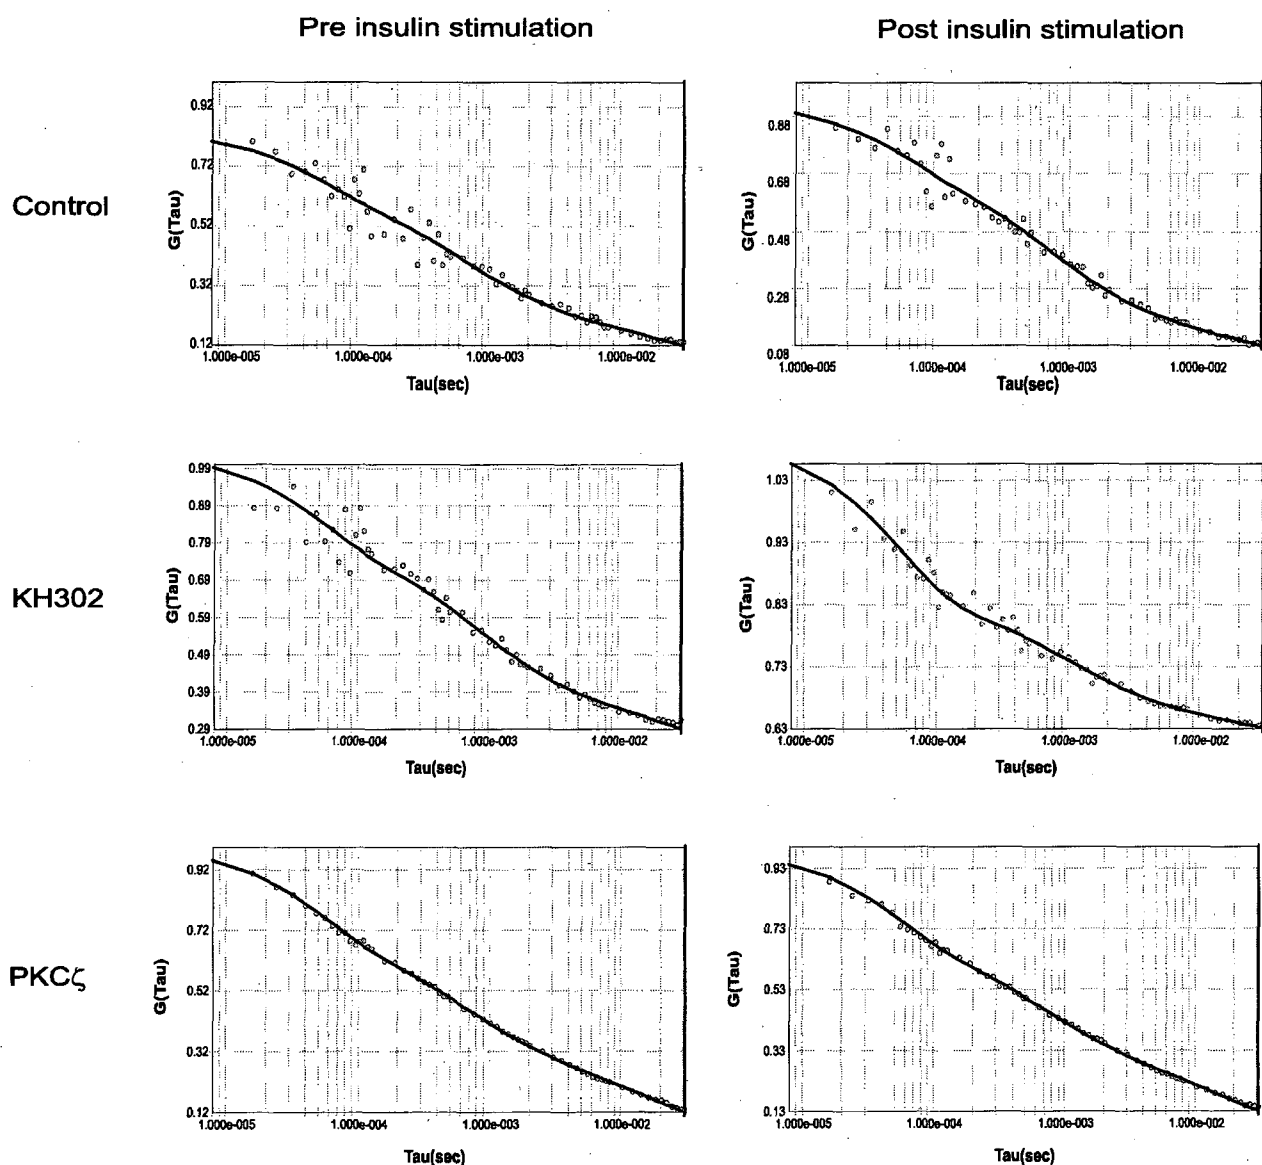 Pre insulin stimulation
Post insulin stimulation
Control
G(Tau)
0.92
0.72
0.52
0.32
0.12
1.000e-005
1.000e-004
1.000e-003
1.000e-002
Tau(sec)
G(Tau)
0.88
0.68
0.48
0.28
0.08
1.000e-005
1.000e-004
1.000e-003
1.000e-002
Tau(sec)
KH302
G(Tau)
0.99
0.89
0.79
0.68
0.59
0.49
0.39
0.29
1.000e-005
1.000e-004
1.000e-003
1.000e-002
Tau(sec)
G(Tau)
1.03
0.93
0.83
0.73
0.63
1.000e-005
1.000e-004
1.000e-003
1.000e-002
Tau(sec)
PKCζ
G(Tau)
0.92
0.72
0.52
0.32
0.12
1.000e-005
1.000e-004
1.000e-003
1.000e-002
Tau(sec)
G(Tau)
0.93
0.73
0.53
0.33
0.13
1.000e-005
1.000e-004
1.000e-003
1.000e-002
Tau(sec)